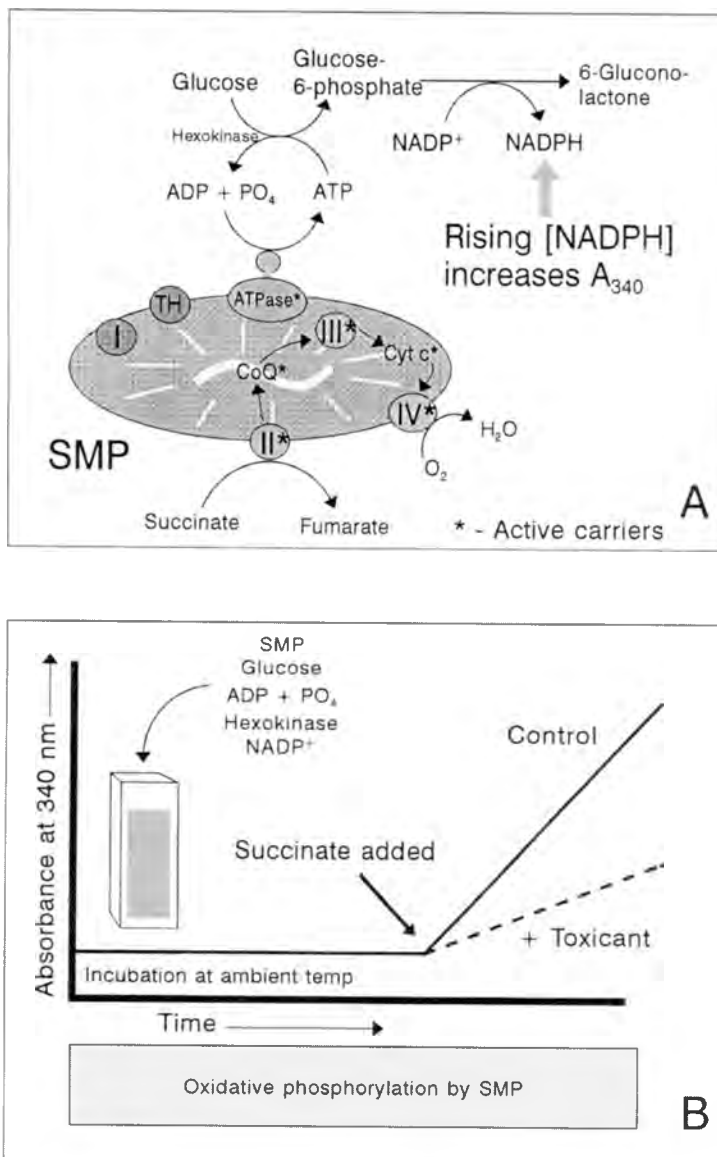 Glucose
Glucose-
6-phosphate
6-Glucono-
lactone
Hexokinase
NADP⁺
NADPH
ADP + PO₄
ATP
Rising [NADPH]
increases A₃₄₀
ATPase*
TH
I
III*
Cyt c*
CoQ*
IV*
H₂O
O₂
II*
SMP
Succinate
Fumarate
* - Active carriers
A
SMP
Glucose
ADP + PO₄
Hexokinase
NADP⁺
Absorbance at 340 nm
Control
Succinate added
+ Toxicant
Incubation at ambient temp
Time
Oxidative phosphorylation by SMP
B